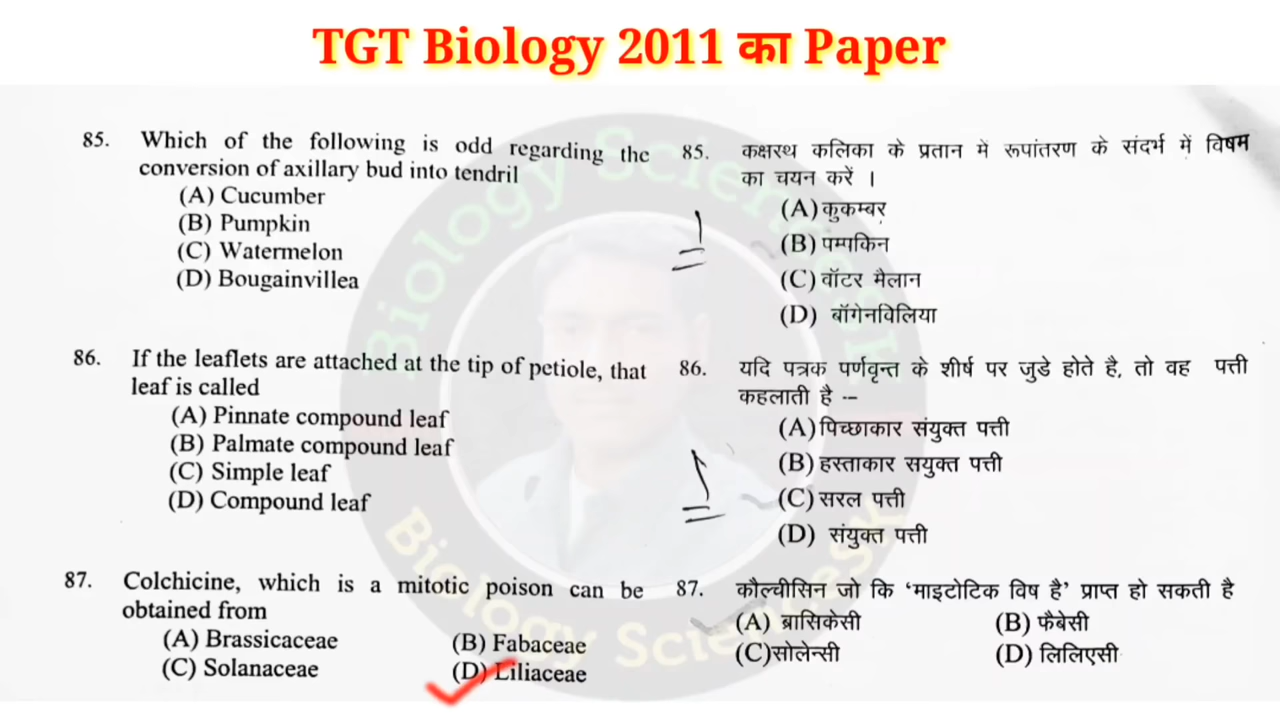 TGT Biology 2011 का Paper
85. Which of the following is odd regarding the
conversion of axillary bud into tendril
(A) Cucumber
(B) Pumpkin
(C) Watermelon
(D) Bougainvillea
86. If the leaflets are attached at the tip of petiole, that
leaf is called
(A) Pinnate compound leaf
(B) Palmate compound leaf
(C) Simple leaf
(D) Compound leaf
87. Colchicine, which is a mitotic poison can be
obtained from
(A) Brassicaceae (B) Fabaceae
(C) Solanaceae (D) Liliaceae
85. कक्षस्थ कलिका के प्रतान मे रूपांतरण के संदर्भ में विषम
का चयन करें ।
(A) कुकम्बर
(B) पम्पकिन
(C) वॉटर मैलान
(D) बॉगेनविलिया
86. यदि पत्रक पर्णवृन्त के शीर्ष पर जुडे होते है, तो वह पत्ती
कहलाती है --
(A) पिच्छाकार संयुक्त पत्ती
(B) हस्ताकार सयुक्त पत्ती
(C) सरल पत्ती
(D) संयुक्त पत्ती
87. कौल्चीसिन जो कि ‘माइटोटिक विष है’ प्राप्त हो सकती है
(A) ब्रासिकेसी (B) फैबेसी
(C) सोलेन्सी (D) लिलिएसी
Biology Scienceesk
Biology Scienceesk